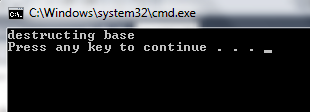 C:\Windows\system32\cmd.exe
destructing base
Press any key to continue . . . _